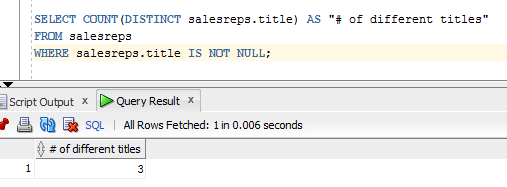 SELECT COUNT(DISTINCT salesreps.title) AS "# of different titles"
FROM salesreps
WHERE salesreps.title IS NOT NULL;
Script Output x Query Result x
SQL | All Rows Fetched: 1 in 0.006 seconds
# of different titles
1 3